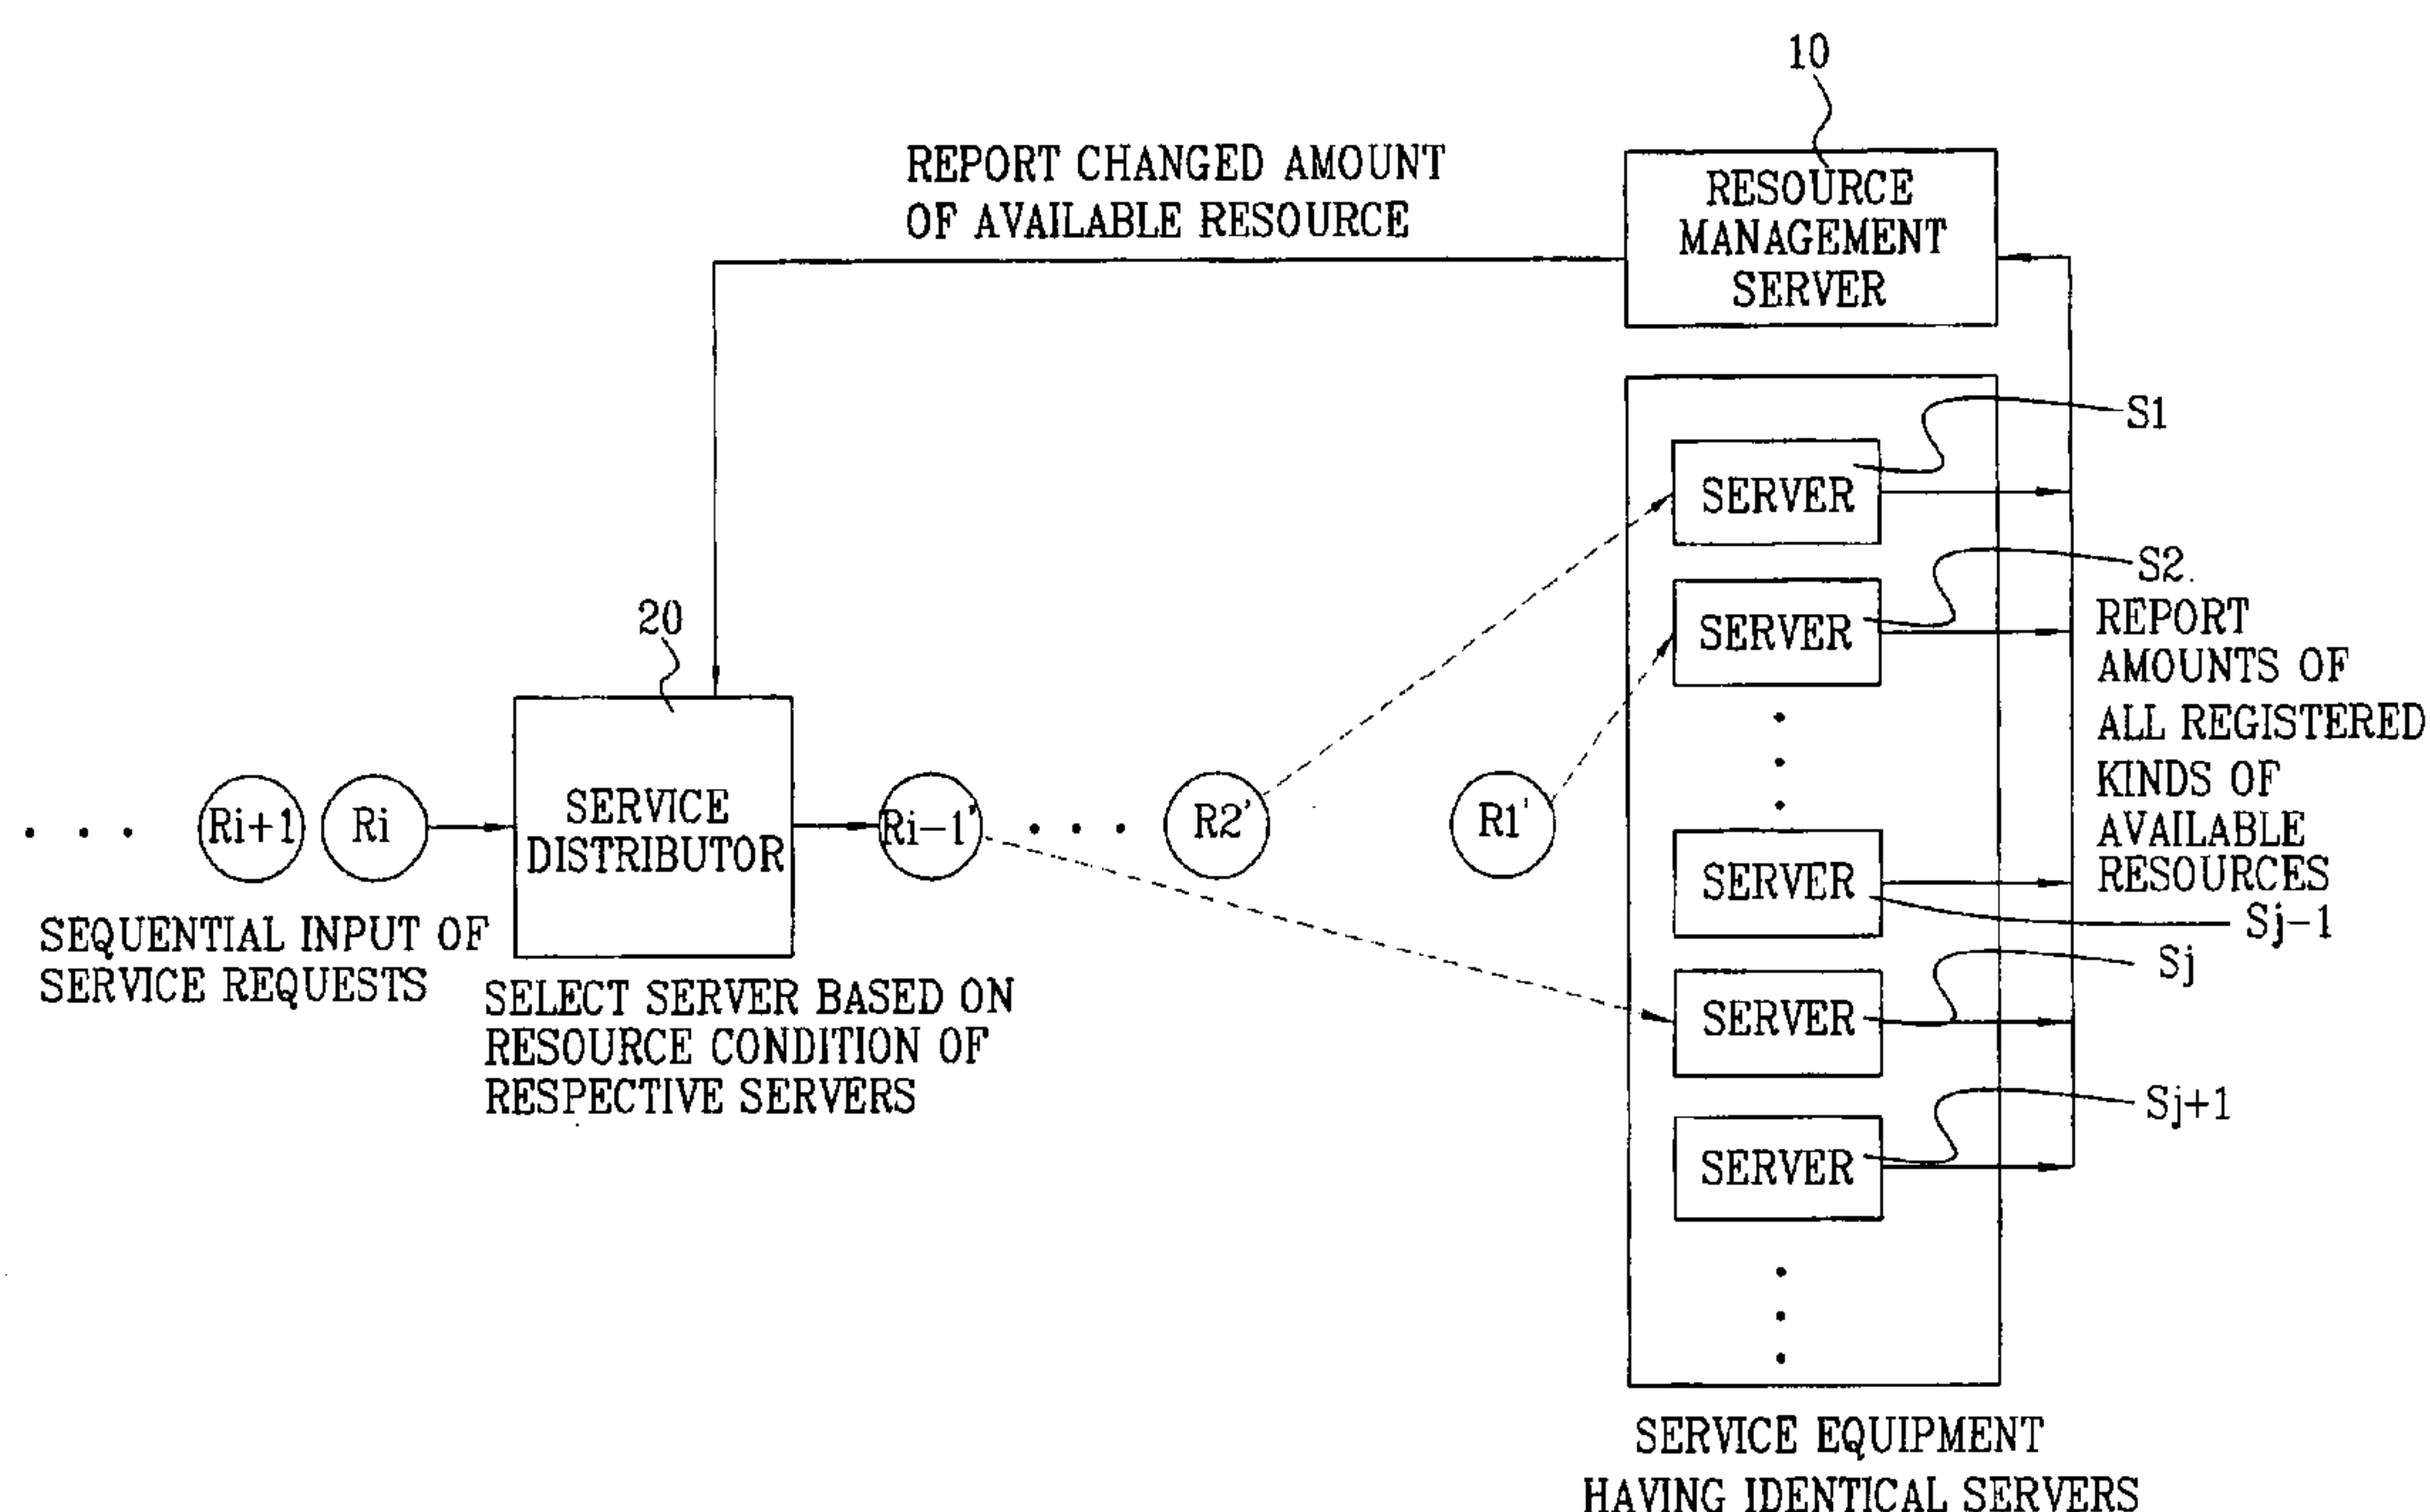 10
REPORT CHANGED AMOUNT
OF AVAILABLE RESOURCE
RESOURCE
MANAGEMENT
SERVER
S1
SERVER
S2
SERVER
REPORT
AMOUNTS OF
ALL REGISTERED
KINDS OF
AVAILABLE
RESOURCES
20
Ri+1
Ri
SERVICE
DISTRIBUTOR
Ri-1'
R2'
R1'
SERVER
Sj-1
SEQUENTIAL INPUT OF
SERVICE REQUESTS
SELECT SERVER BASED ON
RESOURCE CONDITION OF
RESPECTIVE SERVERS
Sj
SERVER
Sj+1
SERVER
SERVICE EQUIPMENT
HAVING IDENTICAL SERVERS